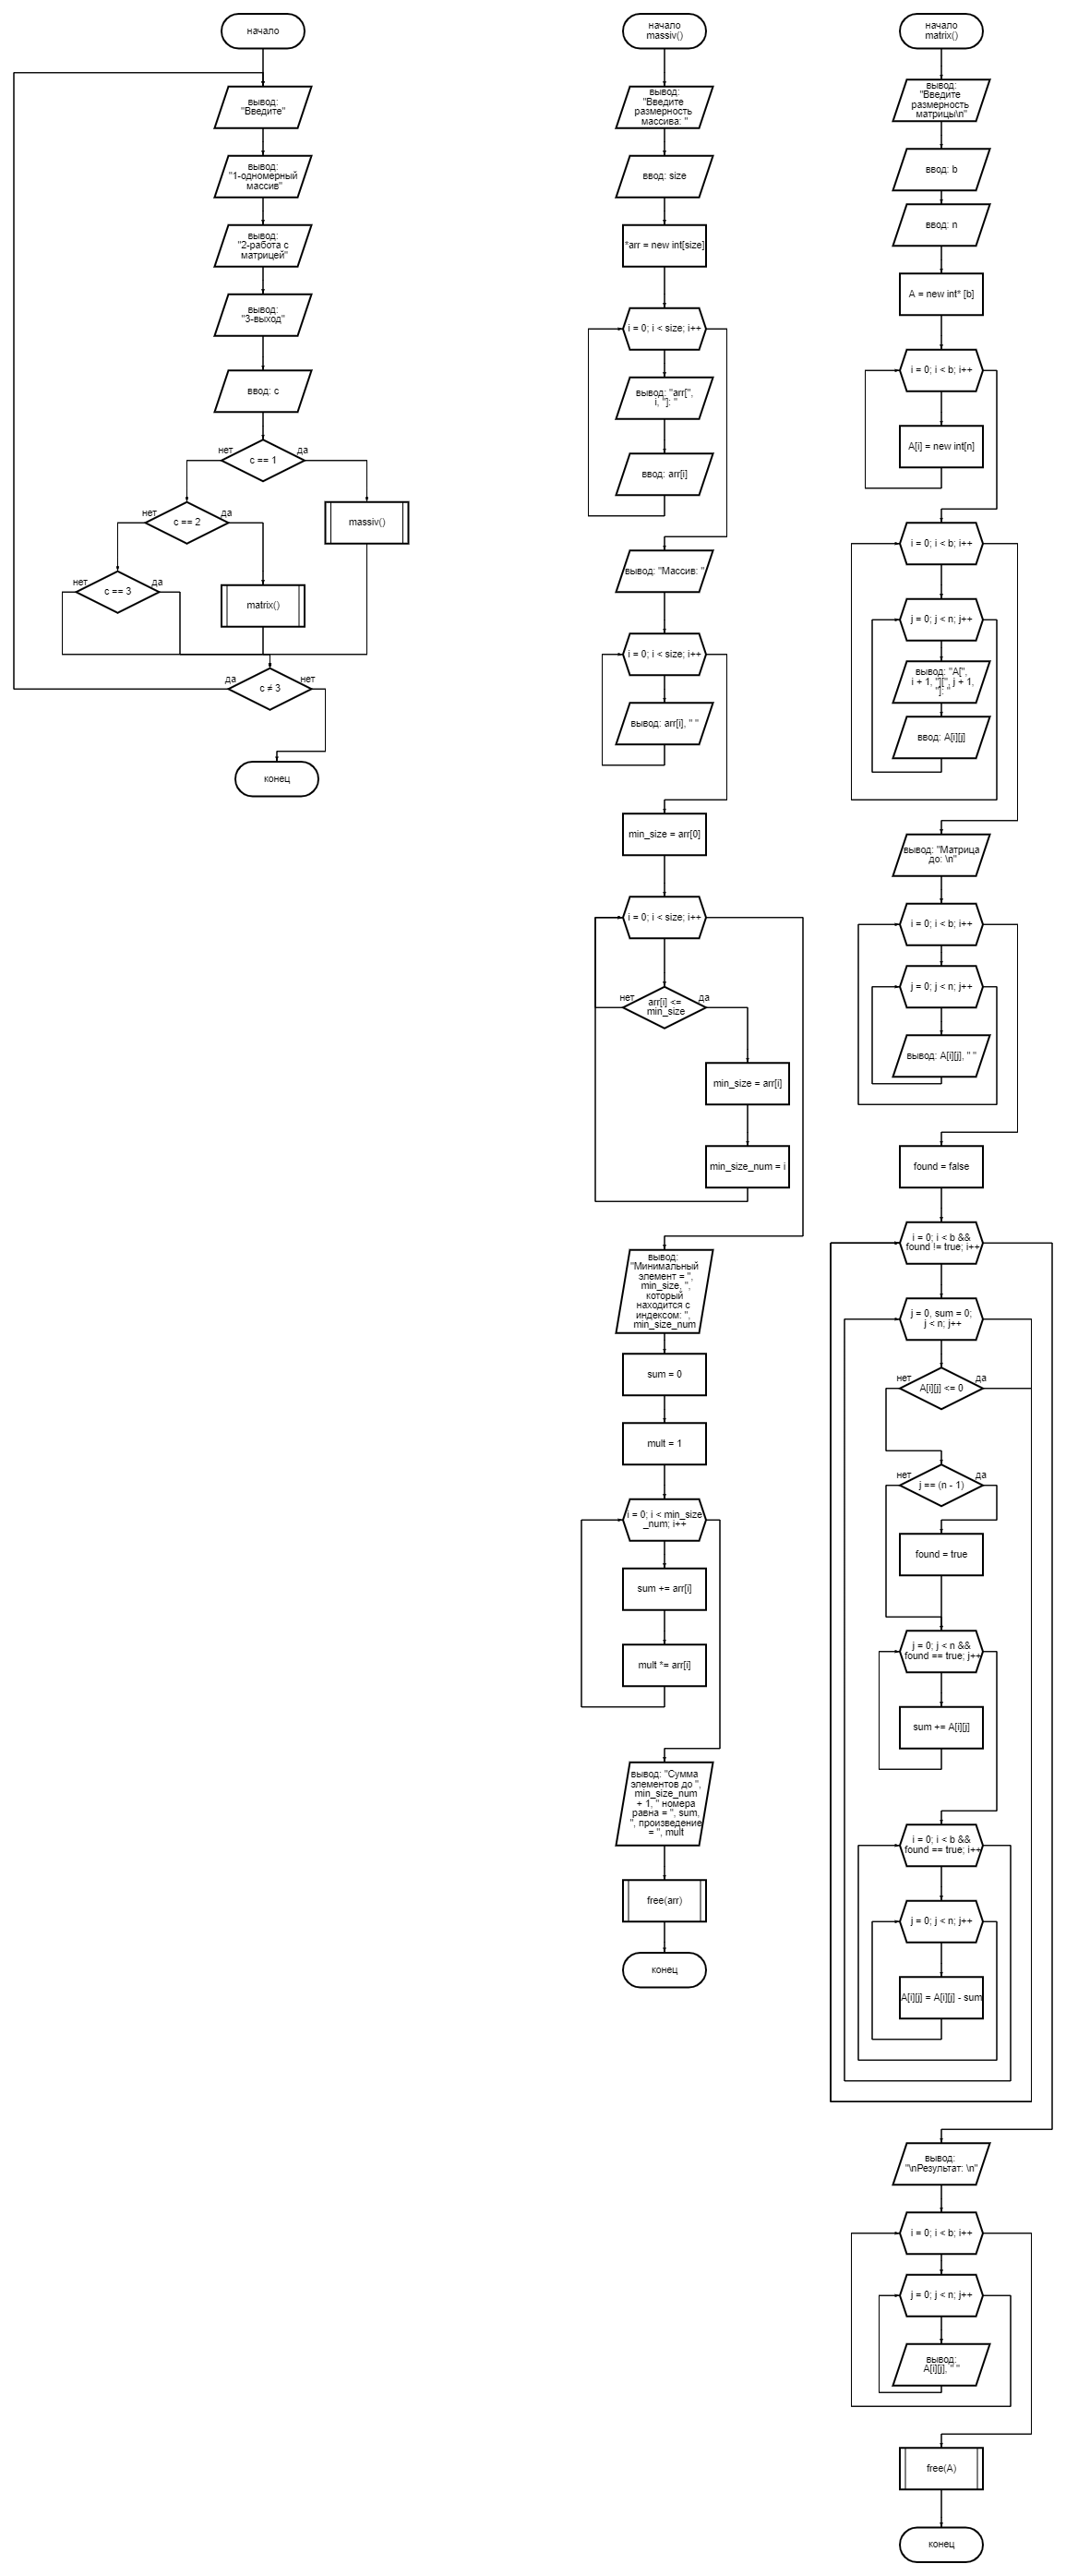 начало
вывод:
"Введите"
вывод:
"1-одномерный
массив"
вывод:
"2-работа с
матрицей"
вывод:
"3-выход"
ввод: c
нет
да
c == 1
нет
да
c == 2
massiv()
нет
да
c == 3
matrix()
да
нет
c ≠ 3
конец
начало
massiv()
вывод:
"Введите
размерность
массива: "
ввод: size
*arr = new int[size]
i = 0; i < size; i++
вывод: "arr[",
i, "]: "
ввод: arr[i]
вывод: "Массив: "
i = 0; i < size; i++
вывод: arr[i], " "
min_size = arr[0]
i = 0; i < size; i++
нет
да
arr[i] <=
min_size
min_size = arr[i]
min_size_num = i
вывод:
"Минимальный
элемент = ",
min_size, ",
который
находится с
индексом: ",
min_size_num
sum = 0
mult = 1
i = 0; i < min_size
_num; i++
sum += arr[i]
mult *= arr[i]
вывод: "Сумма
элементов до ",
min_size_num
+ 1, " номера
равна = ", sum,
", произведение
= ", mult
free(arr)
конец
начало
matrix()
вывод:
"Введите
размерность
матрицы\n"
ввод: b
ввод: n
A = new int* [b]
i = 0; i < b; i++
A[i] = new int[n]
i = 0; i < b; i++
j = 0; j < n; j++
вывод: "A[",
i + 1, "][", j + 1,
"]: "
ввод: A[i][j]
вывод: "Матрица
до: \n"
i = 0; i < b; i++
j = 0; j < n; j++
вывод: A[i][j], " "
found = false
i = 0; i < b &&
found != true; i++
j = 0, sum = 0;
j < n; j++
нет
да
A[i][j] <= 0
нет
да
j == (n - 1)
found = true
j = 0; j < n &&
found == true; j++
sum += A[i][j]
i = 0; i < b &&
found == true; i++
j = 0; j < n; j++
A[i][j] = A[i][j] - sum
вывод:
"\nРезультат: \n"
i = 0; i < b; i++
j = 0; j < n; j++
вывод:
A[i][j], " "
free(A)
конец